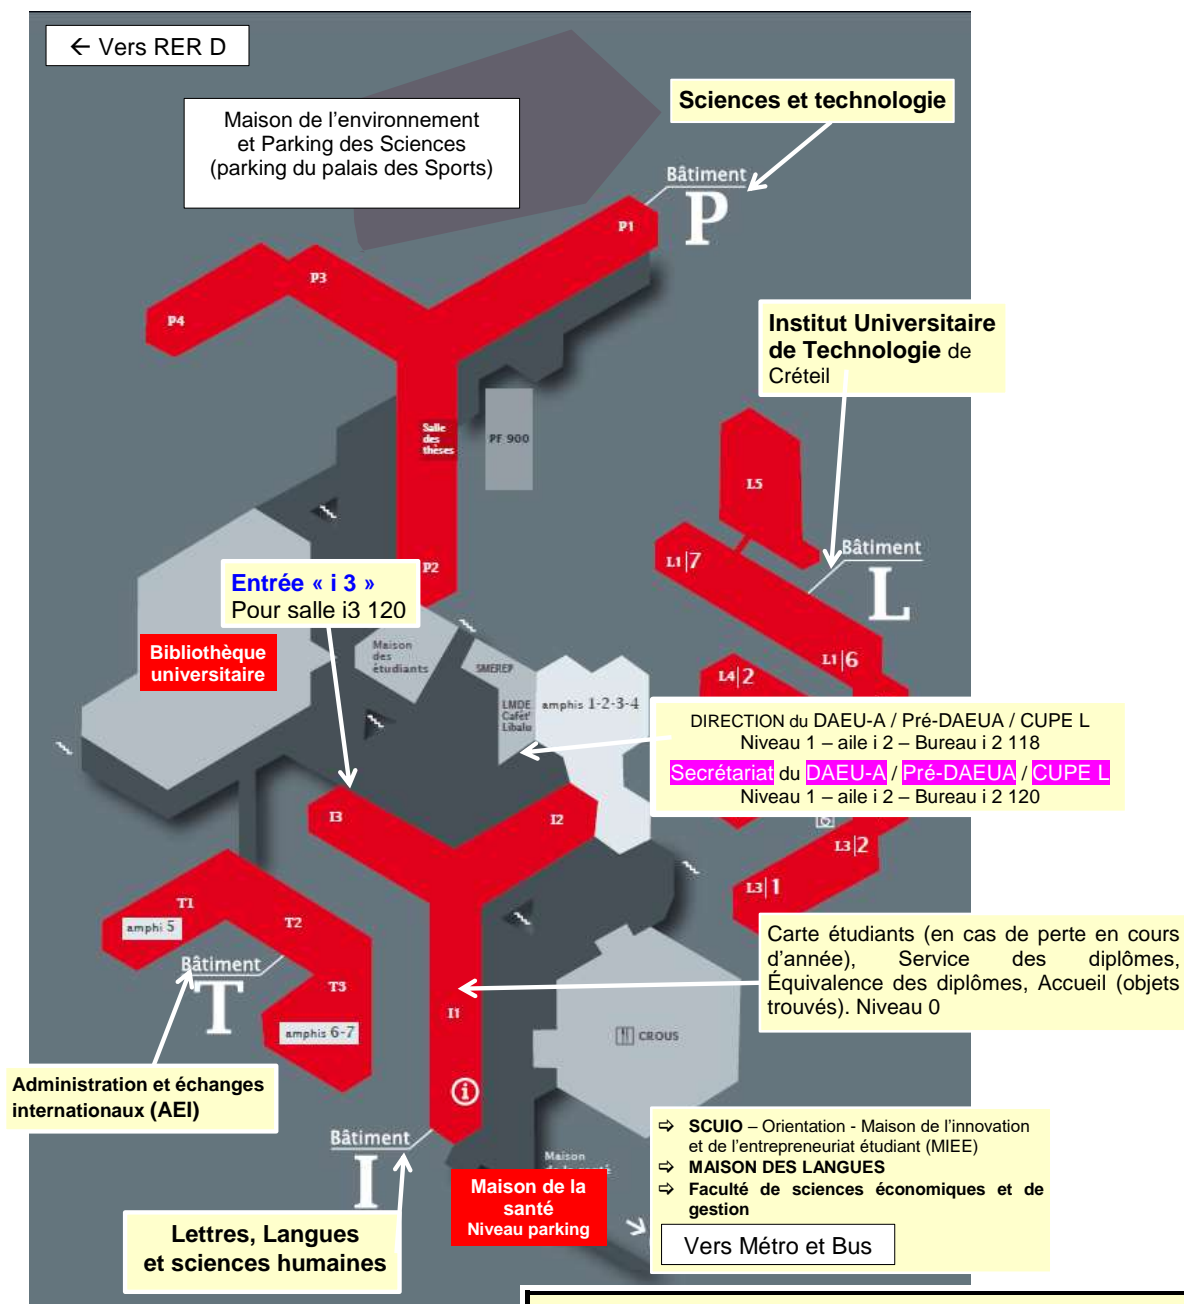 ← Vers RER D
Maison de l'environnement
et Parking des Sciences
(parking du palais des Sports)
Sciences et technologie
Bâtiment
P
P1
P3
P4
Institut Universitaire
de Technologie de
Créteil
Salle
des
thèses
PF 900
L5
L1|7
Bâtiment
L
P2
Entrée « i 3 »
Pour salle i3 120
Bibliothèque
universitaire
Maison
des
étudiants
SMEREP
LMDE
Cafét'
Libalu
amphis 1-2-3-4
L1|6
L4|2
DIRECTION du DAEU-A / Pré-DAEUA / CUPE L
Niveau 1 – aile i 2 – Bureau i 2 118
Secrétariat du DAEU-A / Pré-DAEUA / CUPE L
Niveau 1 – aile i 2 – Bureau i 2 120
I3
I2
L3|2
L3|1
T1
amphi 5
T2
Bâtiment
T
T3
amphis 6-7
I1
Carte étudiants (en cas de perte en cours
d'année), Service des diplômes,
Équivalence des diplômes, Accueil (objets
trouvés). Niveau 0
CROUS
Administration et échanges
internationaux (AEI)
i
Bâtiment
I
Maison
de la santé
Maison de la
santé
Niveau parking
Lettres, Langues
et sciences humaines
⇨ SCUIO – Orientation - Maison de l'innovation
et de l'entrepreneuriat étudiant (MIEE)
⇨ MAISON DES LANGUES
⇨ Faculté de sciences économiques et de
gestion
Vers Métro et Bus